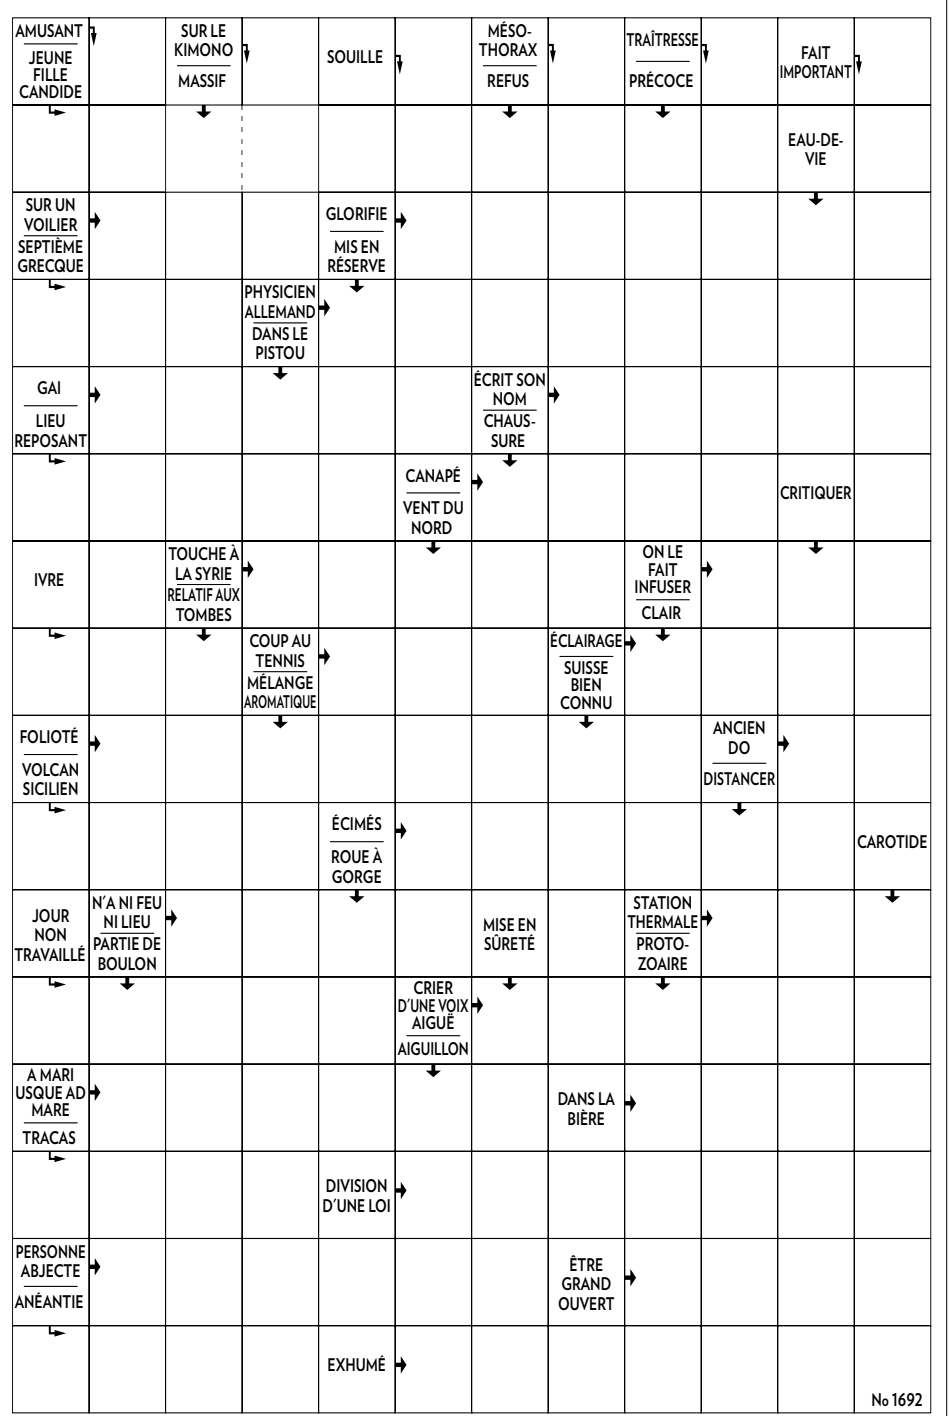 AMUSANT
JEUNE
FILLE
CANDIDE
SUR LE
KIMONO
MASSIF
SOUILLE
MÉSO-
THORAX
REFUS
TRAÎTRESSE
PRÉCOCE
FAIT
IMPORTANT
EAU-DE-
VIE
SUR UN
VOILIER
SEPTIÈME
GRECQUE
GLORIFIE
MIS EN
RÉSERVE
PHYSICIEN
ALLEMAND
DANS LE
PISTOU
GAI
LIEU
REPOSANT
ÉCRIT SON
NOM
CHAUS-
SURE
CANAPÉ
VENT DU
NORD
CRITIQUER
IVRE
TOUCHE À
LA SYRIE
RELATIF AUX
TOMBES
ON LE
FAIT
INFUSER
CLAIR
COUP AU
TENNIS
MÉLANGE
AROMATIQUE
ÉCLAIRAGE
SUISSE
BIEN
CONNU
FOLIOTÉ
VOLCAN
SICILIEN
ANCIEN
DO
DISTANCER
ÉCIMÉS
ROUE À
GORGE
CAROTIDE
JOUR
NON
TRAVAILLÉ
N'A NI FEU
NI LIEU
PARTIE DE
BOULON
MISE EN
SÛRETÉ
STATION
THERMALE
PROTO-
ZOAIRE
CRIER
D'UNE VOIX
AIGUË
AIGUILLON
A MARI
USQUE AD
MARE
TRACAS
DANS LA
BIÈRE
DIVISION
D'UNE LOI
PERSONNE
ABJECTE
ANÉANTIE
ÊTRE
GRAND
OUVERT
EXHUMÉ
No 1692